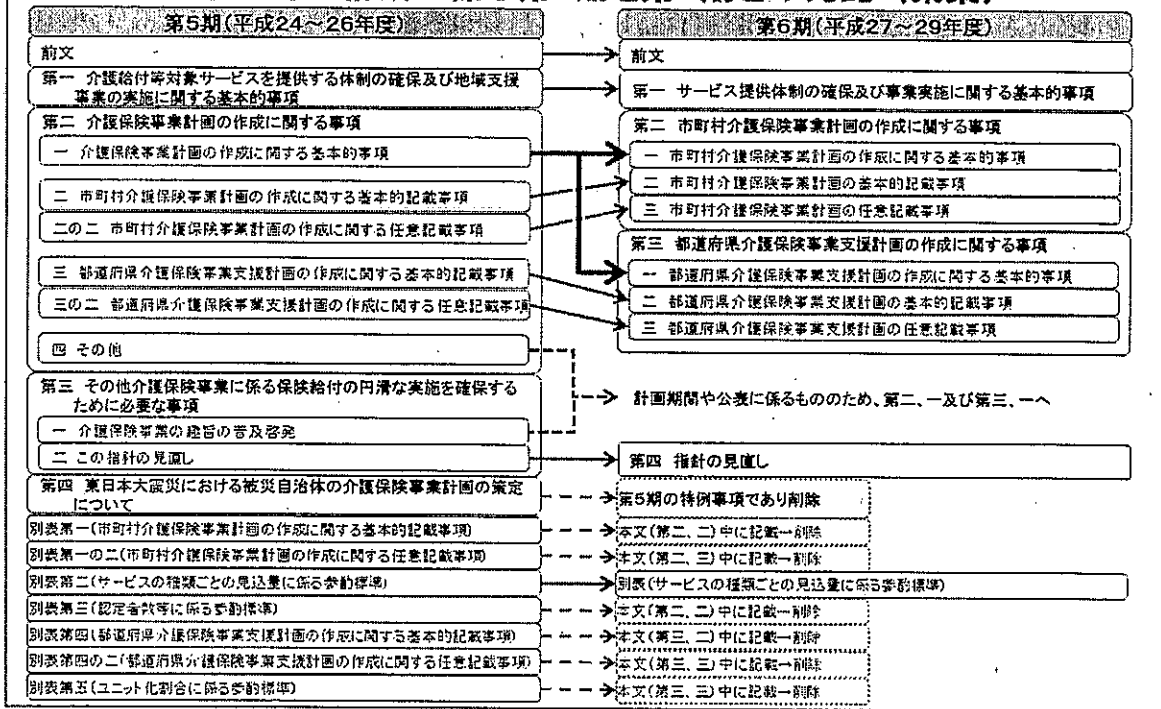 第5期(平成24～26年度)
前文
第一 介護給付等対象サービスを提供する体制の確保及び地域支援
事業の実施に関する基本的事項
第二 介護保険事業計画の作成に関する事項
一 介護保険事業計画の作成に関する基本的事項
二 市町村介護保険事業計画の作成に関する基本的記載事項
二の二 市町村介護保険事業計画の作成に関する任意記載事項
三 都道府県介護保険事業支援計画の作成に関する基本的記載事項
三の二 都道府県介護保険事業支援計画の作成に関する任意記載事項
四 その他
第三 その他介護保険事業に係る保険給付の円滑な実施を確保する
ために必要な事項
一 介護保険事業の趣旨の普及啓発
二 この指針の見直し
第四 東日本大震災における被災自治体の介護保険事業計画の策定
について
別表第一(市町村介護保険事業計画の作成に関する基本的記載事項)
別表第一の二(市町村介護保険事業計画の作成に関する任意記載事項)
別表第二(サービスの種類ごとの見込量に係る参酌標準)
別表第三(認定者数等に係る参酌標準)
別表第四(都道府県介護保険事業支援計画の作成に関する基本的記載事項)
別表第四の二(都道府県介護保険事業支援計画の作成に関する任意記載事項)
別表第五(ユニット化割合に係る参酌標準)
第6期(平成27～29年度)
前文
第一 サービス提供体制の確保及び事業実施に関する基本的事項
第二 市町村介護保険事業計画の作成に関する事項
一 市町村介護保険事業計画の作成に関する基本的事項
二 市町村介護保険事業計画の基本的記載事項
三 市町村介護保険事業計画の任意記載事項
第三 都道府県介護保険事業支援計画の作成に関する事項
一 都道府県介護保険事業支援計画の作成に関する基本的事項
二 都道府県介護保険事業支援計画の基本的記載事項
三 都道府県介護保険事業支援計画の任意記載事項
計画期間や公表に係るもののため、第二、一及び第三、一へ
第四 指針の見直し
第5期の特例事項であり削除
本文(第二、二)中に記載→削除
本文(第二、三)中に記載→削除
別表(サービスの種類ごとの見込量に係る参酌標準)
本文(第二、二)中に記載→削除
本文(第三、二)中に記載→削除
本文(第三、三)中に記載→削除
本文(第三、三)中に記載→削除